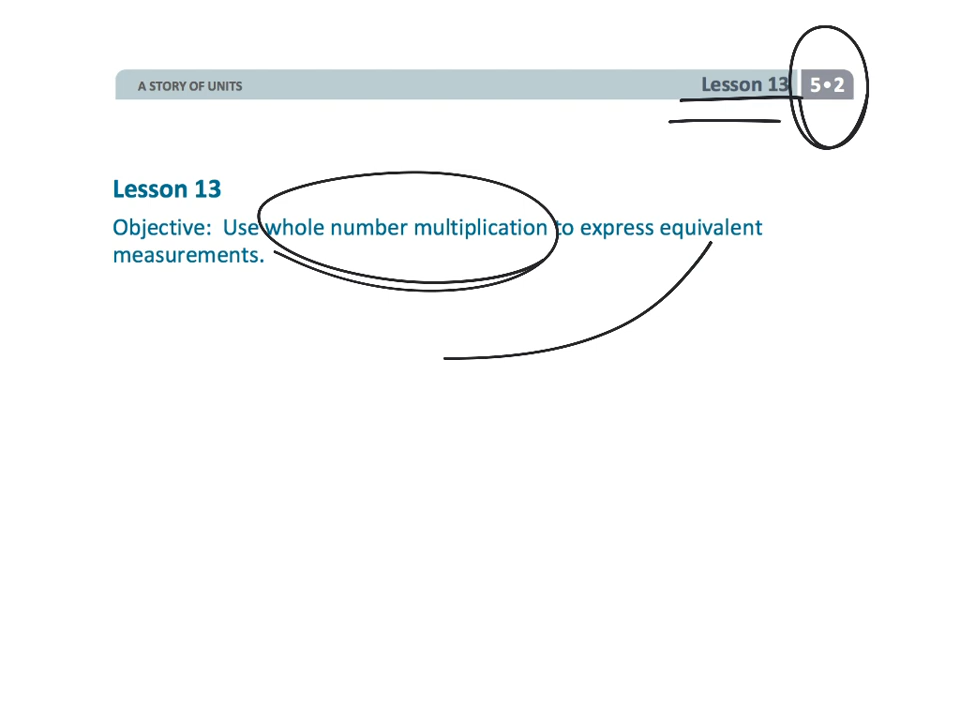 A STORY OF UNITS
Lesson 13 5•2
Lesson 13
Objective: Use whole number multiplication to express equivalent
measurements.